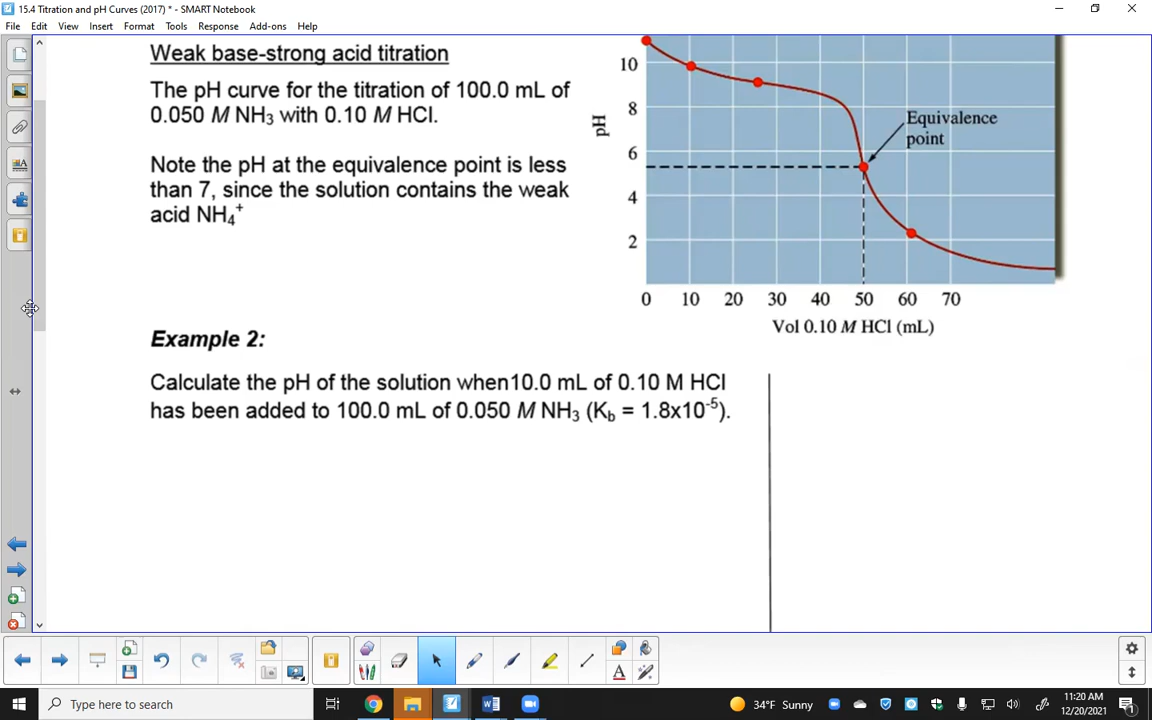 15.4 Titration and pH Curves (2017) * - SMART Notebook
File Edit View Insert Format Tools Response Add-ons Help
Weak base-strong acid titration
The pH curve for the titration of 100.0 mL of
0.050 M NH₃ with 0.10 M HCl.
Note the pH at the equivalence point is less
than 7, since the solution contains the weak
acid NH₄⁺
10
8
6
4
2
pH
Equivalence
point
0 10 20 30 40 50 60 70
Vol 0.10 M HCl (mL)
Example 2:
Calculate the pH of the solution when10.0 mL of 0.10 M HCl
has been added to 100.0 mL of 0.050 M NH₃ (K_b = 1.8x10⁻⁵).
Type here to search
34°F Sunny
11:20 AM
12/20/2021
1